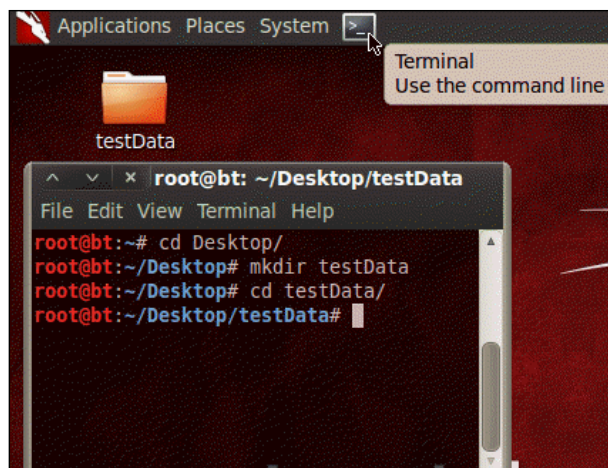 Applications Places System
Terminal
Use the command line
testData
root@bt: ~/Desktop/testData
File Edit View Terminal Help
root@bt:~# cd Desktop/
root@bt:~/Desktop# mkdir testData
root@bt:~/Desktop# cd testData/
root@bt:~/Desktop/testData#